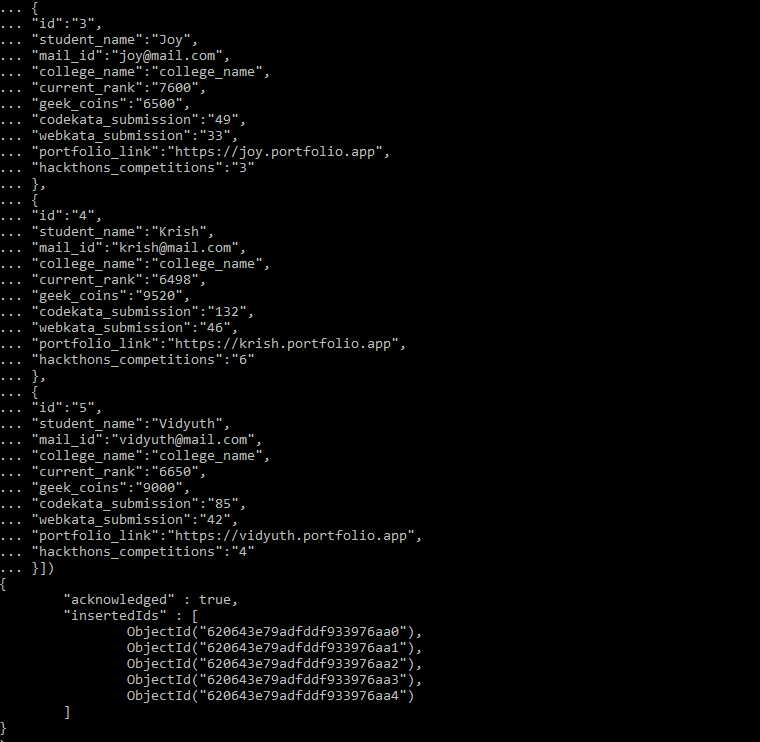 ... {
... "id":"3",
... "student_name":"Joy",
... "mail_id":"joy@mail.com",
... "college_name":"college_name",
... "current_rank":"7600",
... "geek_coins":"6500",
... "codekata_submission":"49",
... "webkata_submission":"33",
... "portfolio_link":"https://joy.portfolio.app",
... "hackthons_competitions":"3"
... },
... {
... "id":"4",
... "student_name":"Krish",
... "mail_id":"krish@mail.com",
... "college_name":"college_name",
... "current_rank":"6498",
... "geek_coins":"9520",
... "codekata_submission":"132",
... "webkata_submission":"46",
... "portfolio_link":"https://krish.portfolio.app",
... "hackthons_competitions":"6"
... },
... {
... "id":"5",
... "student_name":"Vidyuth",
... "mail_id":"vidyuth@mail.com",
... "college_name":"college_name",
... "current_rank":"6650",
... "geek_coins":"9000",
... "codekata_submission":"85",
... "webkata_submission":"42",
... "portfolio_link":"https://vidyuth.portfolio.app",
... "hackthons_competitions":"4"
... }])
{
        "acknowledged" : true,
        "insertedIds" : [
                ObjectId("620643e79adfddf933976aa0"),
                ObjectId("620643e79adfddf933976aa1"),
                ObjectId("620643e79adfddf933976aa2"),
                ObjectId("620643e79adfddf933976aa3"),
                ObjectId("620643e79adfddf933976aa4")
        ]
}